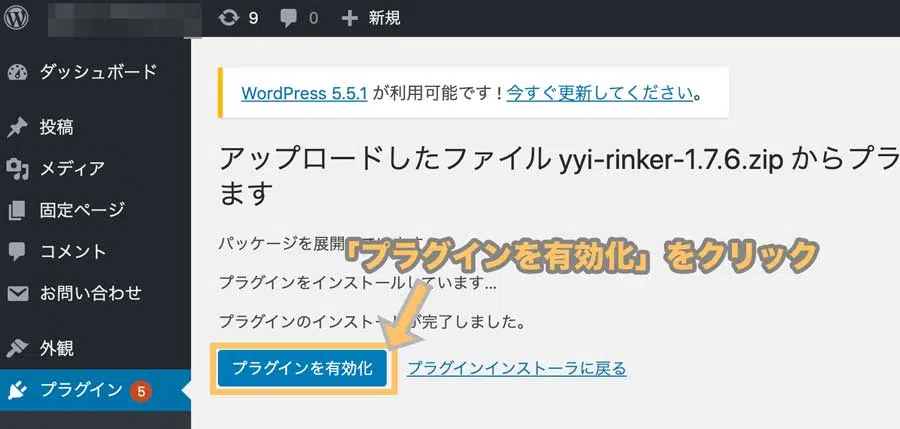 9 0 新規
ダッシュボード
投稿
メディア
固定ページ
コメント
お問い合わせ
外観
プラグイン 5
WordPress 5.5.1 が利用可能です ! 今すぐ更新してください。
アップロードしたファイル yyi-rinker-1.7.6.zip からプラ
ます
パッケージを展開
「プラグインを有効化」をクリック
プラグインをインストールしています...
プラグインのインストールが完了しました。
プラグインを有効化 プラグインインストーラに戻る